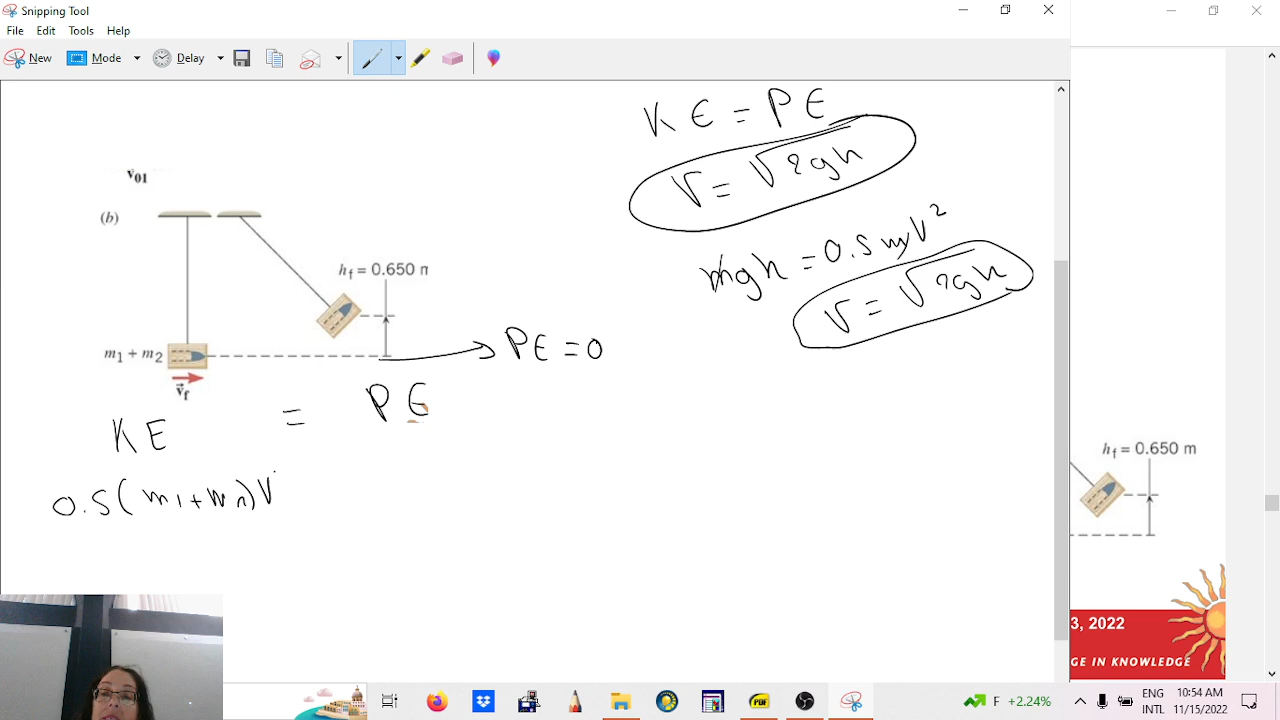 Snipping Tool
File Edit Tools Help
New Mode Delay
v01
(b)
hf = 0.650 m
m1 + m2
vf
KE = PE
V = √2gh
mgh = 0.5 mV²
V = √2gh
PE = 0
KE = PE
0.5(m1+m2)V
hf = 0.650 m
3, 2022
GE IN KNOWLEDGE
PDF
F +2.24%
ENG
INTL
10:54 AM
11/15/2022